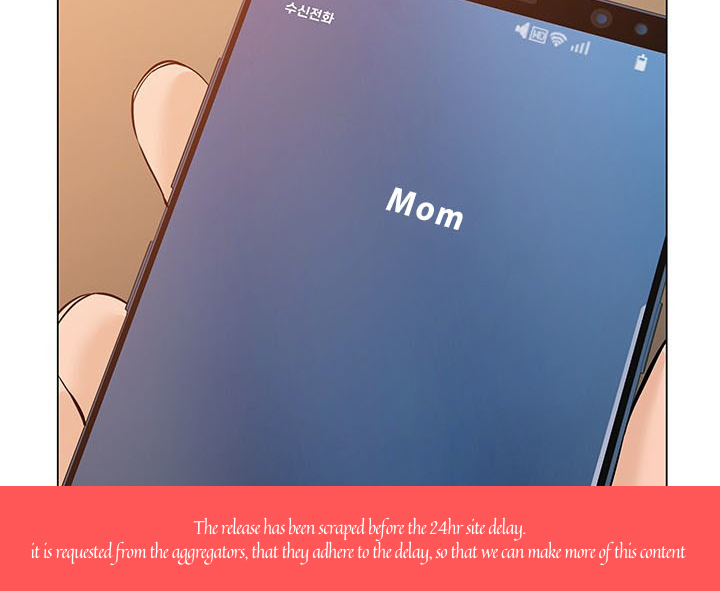 수신전화
HD
Mom
The release has been scraped before the 24hr site delay.
it is requested from the aggregators, that they adhere to the delay, so that we can make more of this content